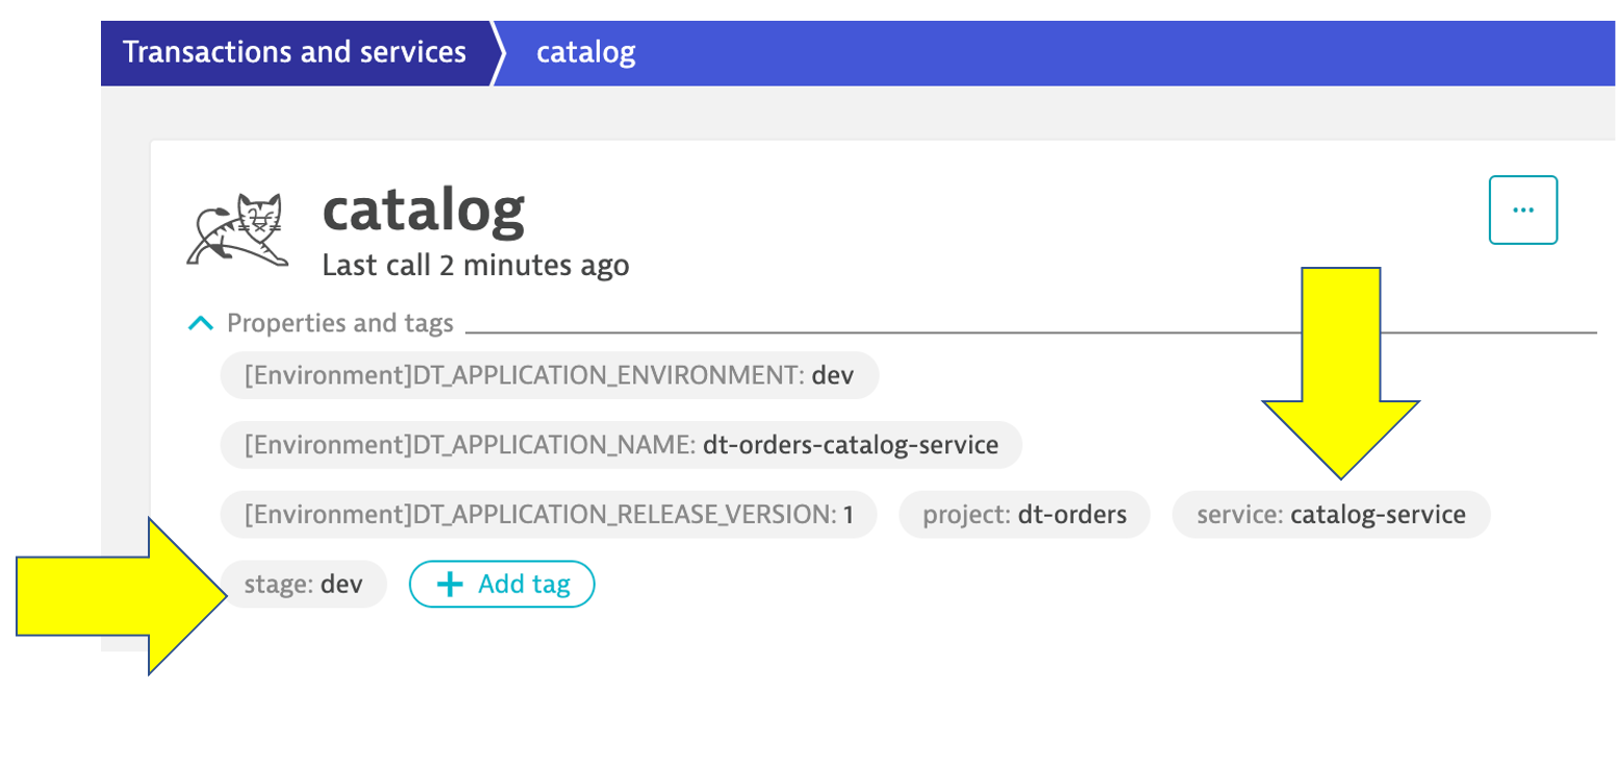 Transactions and services catalog
catalog
...
Last call 2 minutes ago
Properties and tags
[Environment]DT_APPLICATION_ENVIRONMENT: dev
[Environment]DT_APPLICATION_NAME: dt-orders-catalog-service
[Environment]DT_APPLICATION_RELEASE_VERSION: 1 project: dt-orders service: catalog-service
stage: dev + Add tag